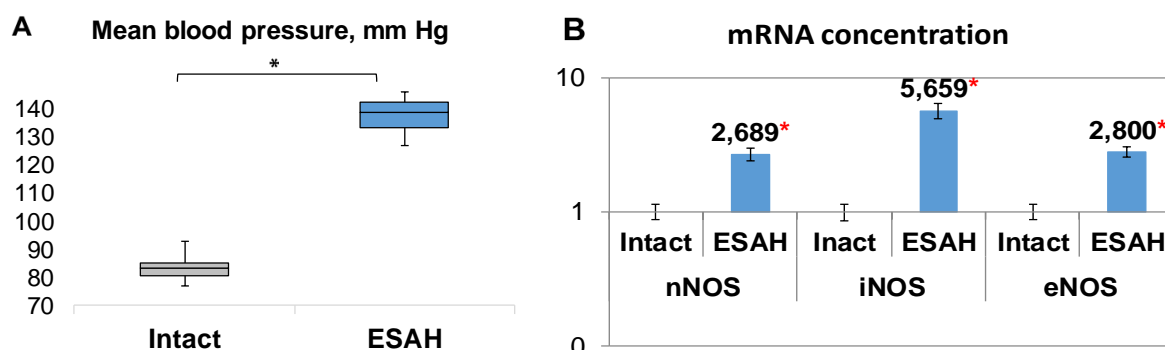 A
Mean blood pressure, mm Hg
*
140
130
120
110
100
90
80
70
Intact ESAH
B
mRNA concentration
10
1
0
2,689*
5,659*
2,800*
Intact ESAH Inact ESAH Intact ESAH
nNOS iNOS eNOS